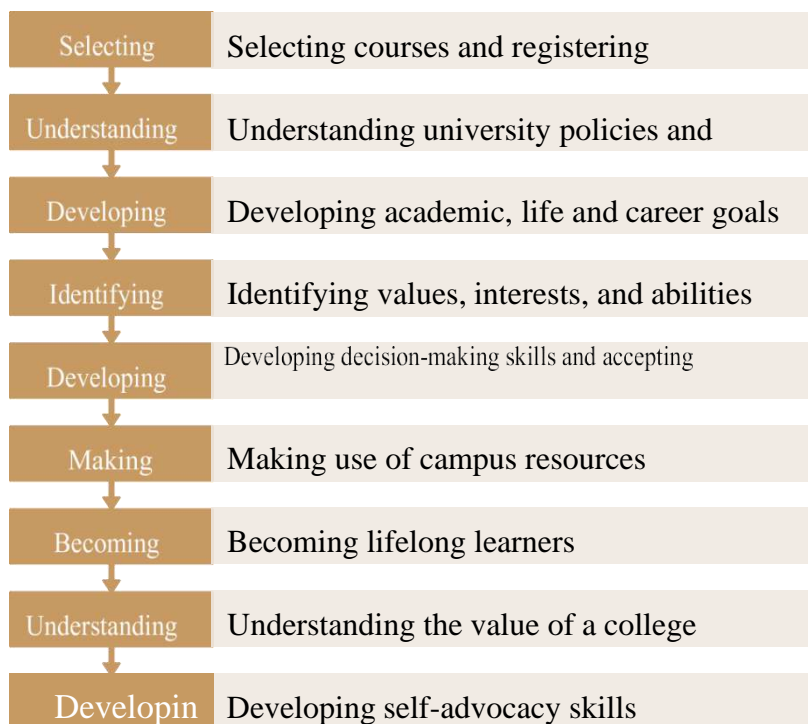 Selecting
Selecting courses and registering
Understanding
Understanding university policies and
Developing
Developing academic, life and career goals
Identifying
Identifying values, interests, and abilities
Developing
Developing decision-making skills and accepting
Making
Making use of campus resources
Becoming
Becoming lifelong learners
Understanding
Understanding the value of a college
Developin
Developing self-advocacy skills